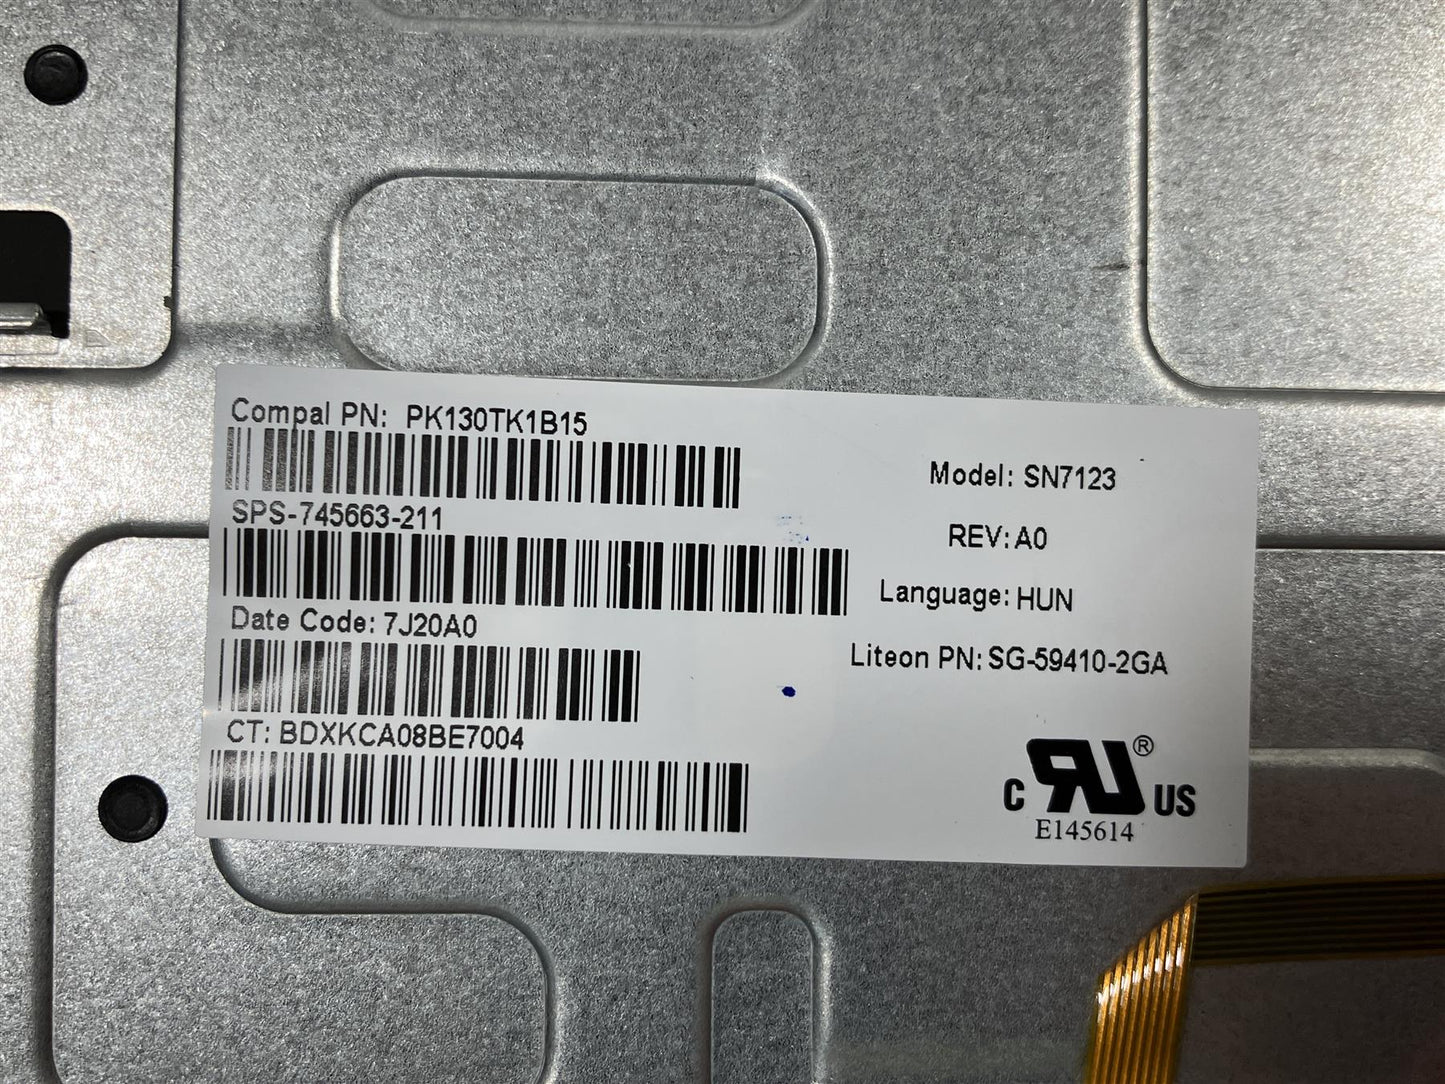 Compal PN: PK130TK1B15
SPS-745663-211
Date Code: 7J20A0
CT: BDXKCA08BE7004
Model: SN7123
REV: A0
Language: HUN
Liteon PN: SG-59410-2GA
C RU ® US
E145614